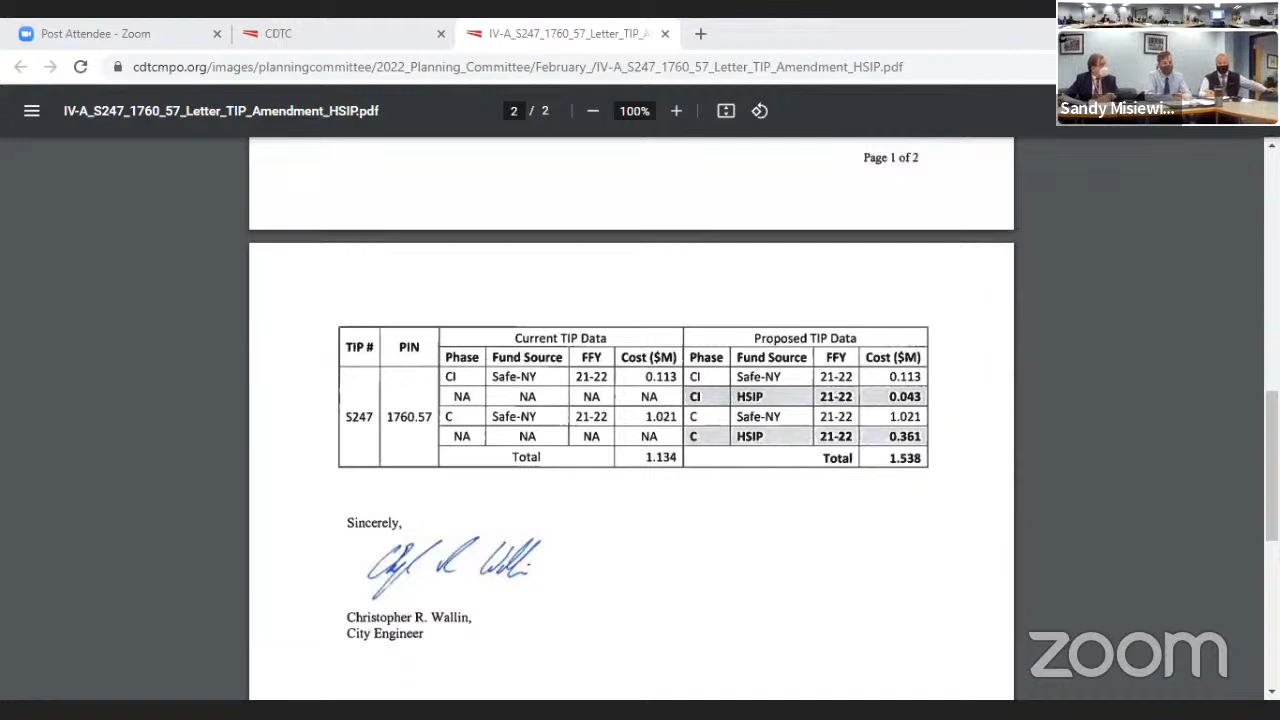 Post Attendee - Zoom
CDTC
IV-A_S247_1760_57_Letter_TIP_A
cdtcmpo.org/images/planningcommittee/2022_Planning_Committee/February_/IV-A_S247_1760_57_Letter_TIP_Amendment_HSIP.pdf
IV-A_S247_1760_57_Letter_TIP_Amendment_HSIP.pdf
2 / 2
100%
Sandy Misiewi...
Page 1 of 2
TIP # PIN Current TIP Data Proposed TIP Data
Phase Fund Source FFY Cost ($M) Phase Fund Source FFY Cost ($M)
S247 1760.57
CI Safe-NY 21-22 0.113 CI Safe-NY 21-22 0.113
NA NA NA NA CI HSIP 21-22 0.043
C Safe-NY 21-22 1.021 C Safe-NY 21-22 1.021
NA NA NA NA C HSIP 21-22 0.361
Total 1.134 Total 1.538
Sincerely,
Christopher R. Wallin,
City Engineer
zoom